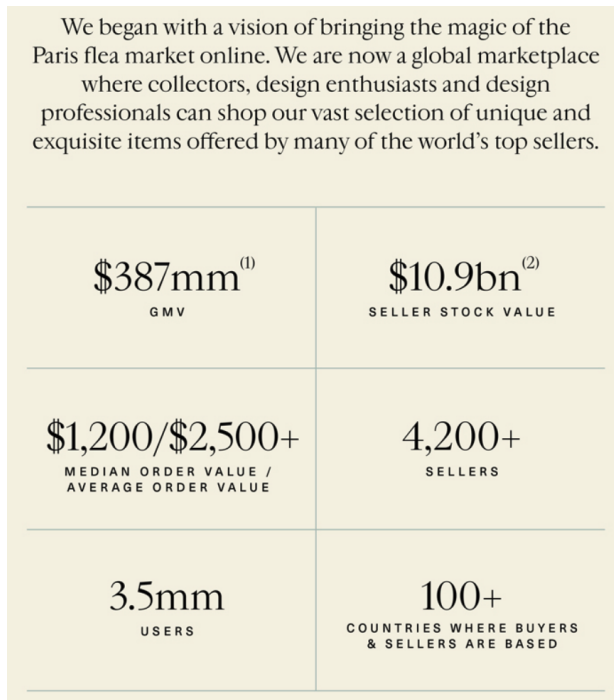 We began with a vision of bringing the magic of the
Paris flea market online. We are now a global marketplace
where collectors, design enthusiasts and design
professionals can shop our vast selection of unique and
exquisite items offered by many of the world's top sellers.
$387mm(1)
GMV
$10.9bn(2)
SELLER STOCK VALUE
$1,200/$2,500+
MEDIAN ORDER VALUE /
AVERAGE ORDER VALUE
4,200+
SELLERS
3.5mm
USERS
100+
COUNTRIES WHERE BUYERS
& SELLERS ARE BASED